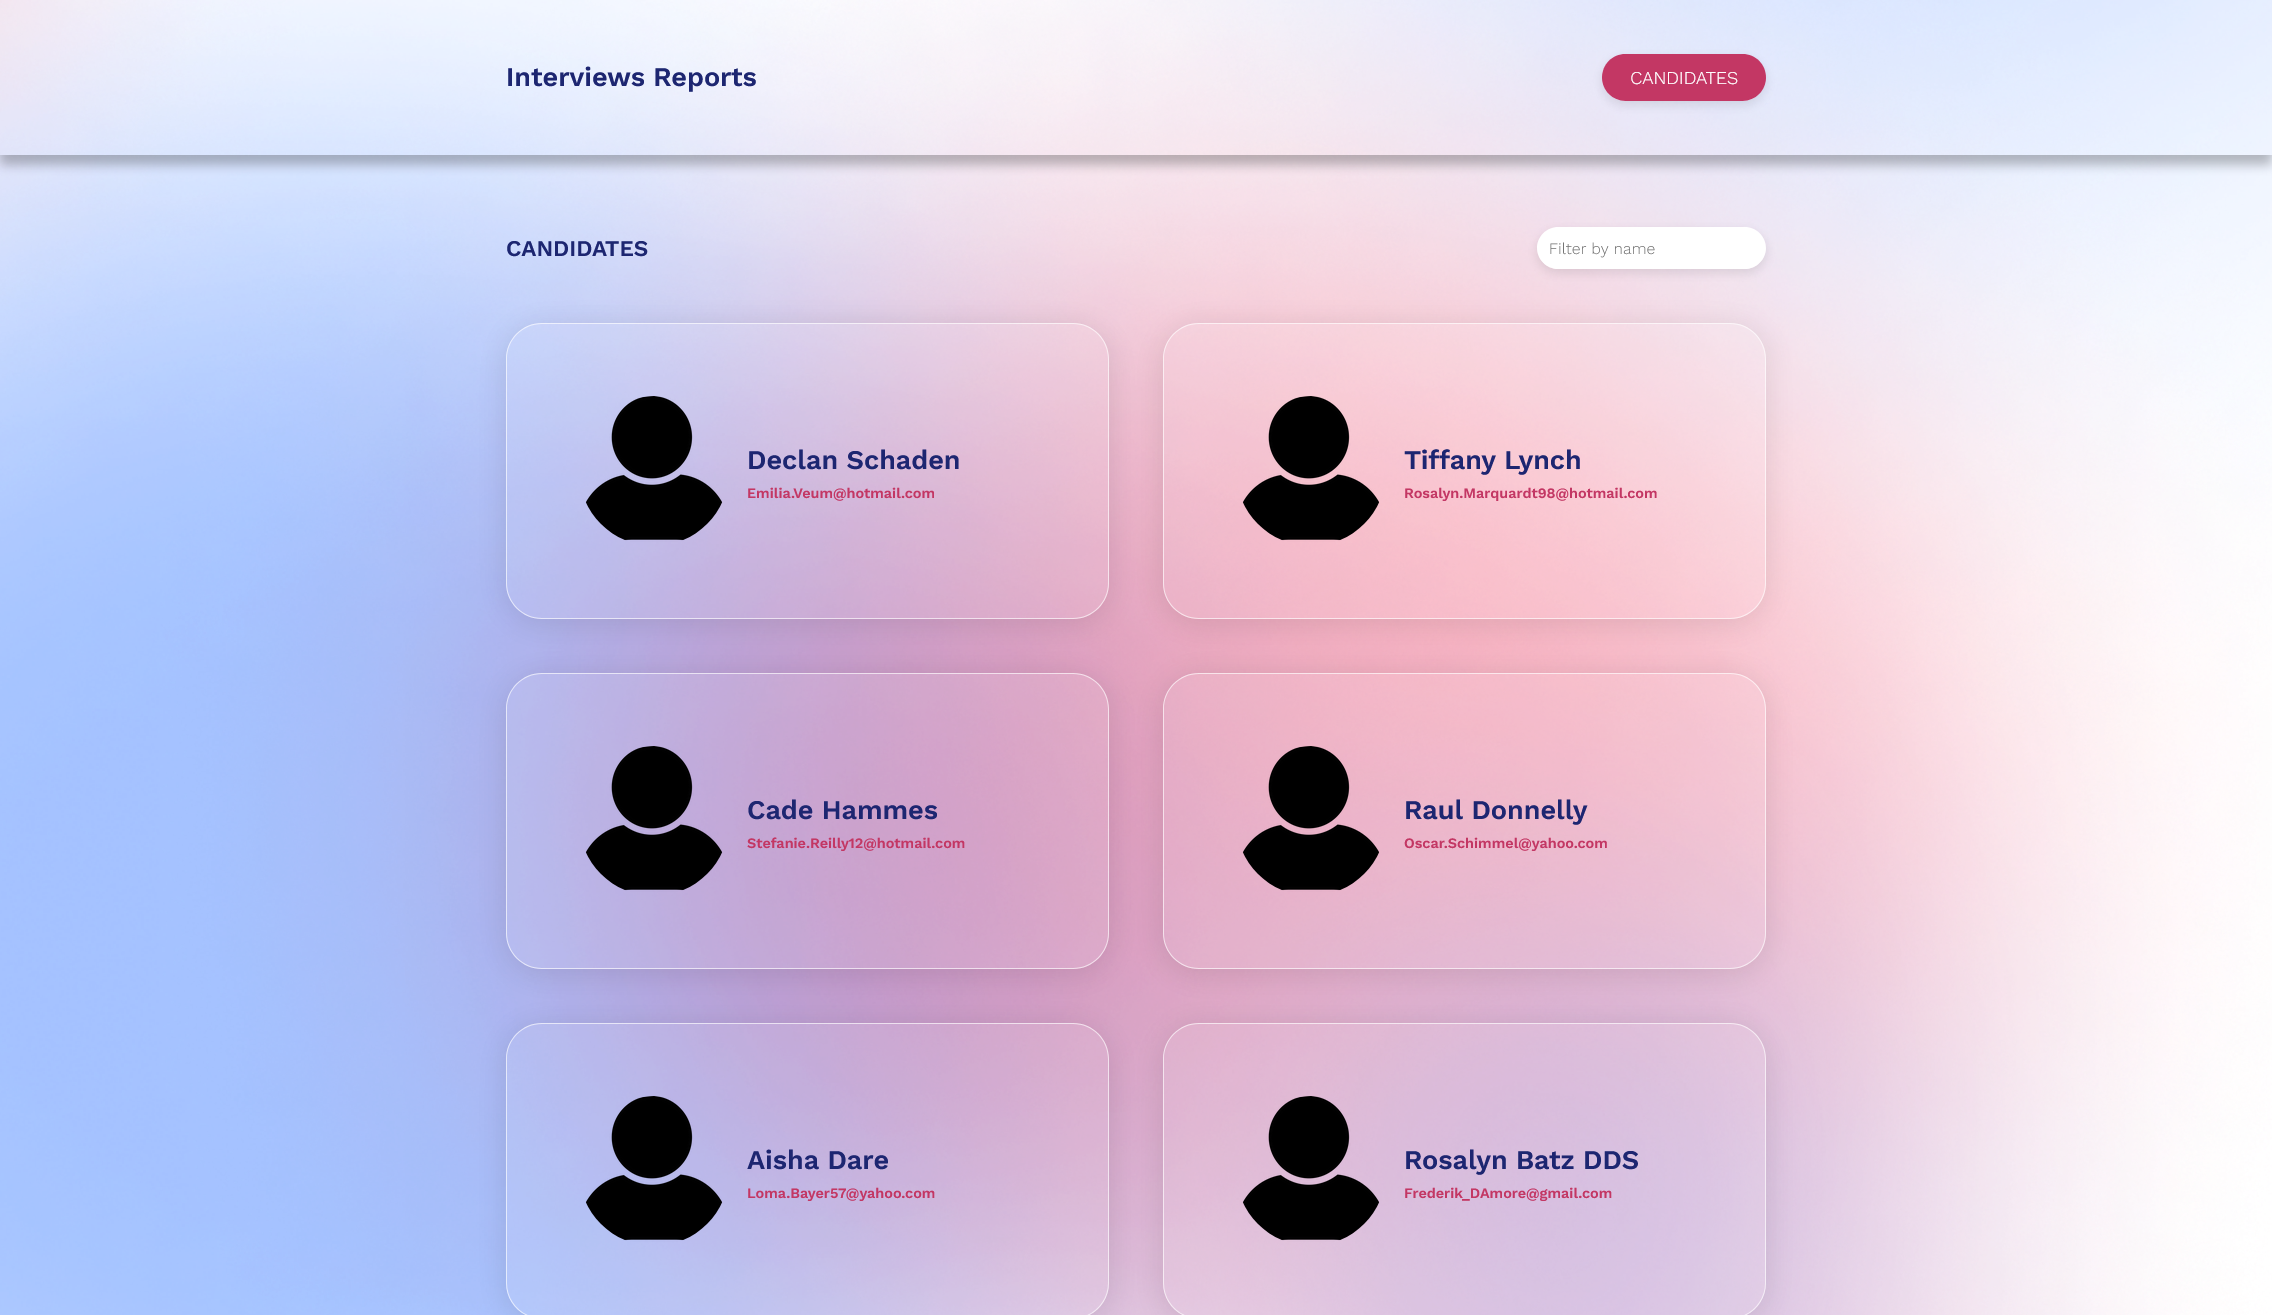 Interviews Reports
CANDIDATES
CANDIDATES
Filter by name
Declan Schaden
Emilia.Veum@hotmail.com
Tiffany Lynch
Rosalyn.Marquardt98@hotmail.com
Cade Hammes
Stefanie.Reilly12@hotmail.com
Raul Donnelly
Oscar.Schimmel@yahoo.com
Aisha Dare
Loma.Bayer57@yahoo.com
Rosalyn Batz DDS
Frederik_DAmore@gmail.com